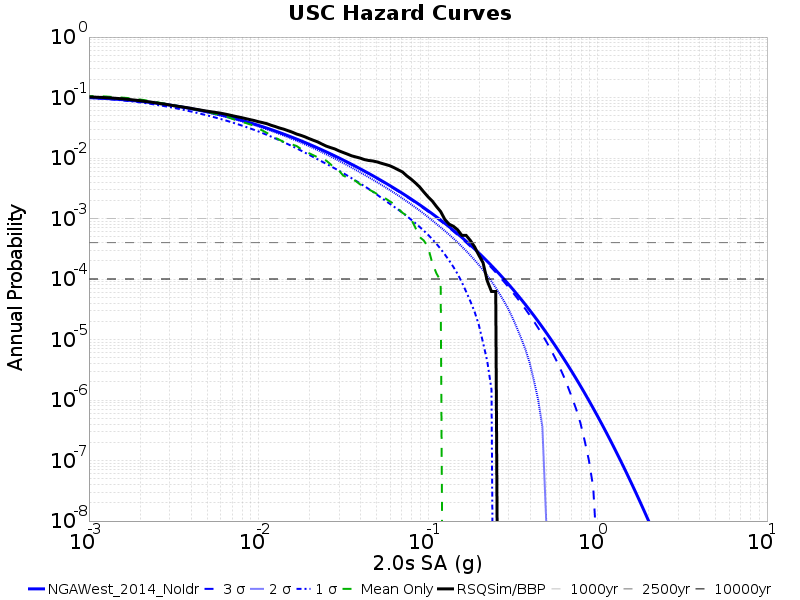 USC Hazard Curves
10^0
10^-1
10^-2
10^-3
10^-4
10^-5
10^-6
10^-7
10^-8
Annual Probability
10^-3 10^-2 10^-1 10^0 10^1
2.0s SA (g)
NGAWest_2014_NoIdr 3 σ 2 σ 1 σ Mean Only RSQSim/BBP 1000yr 2500yr 10000yr